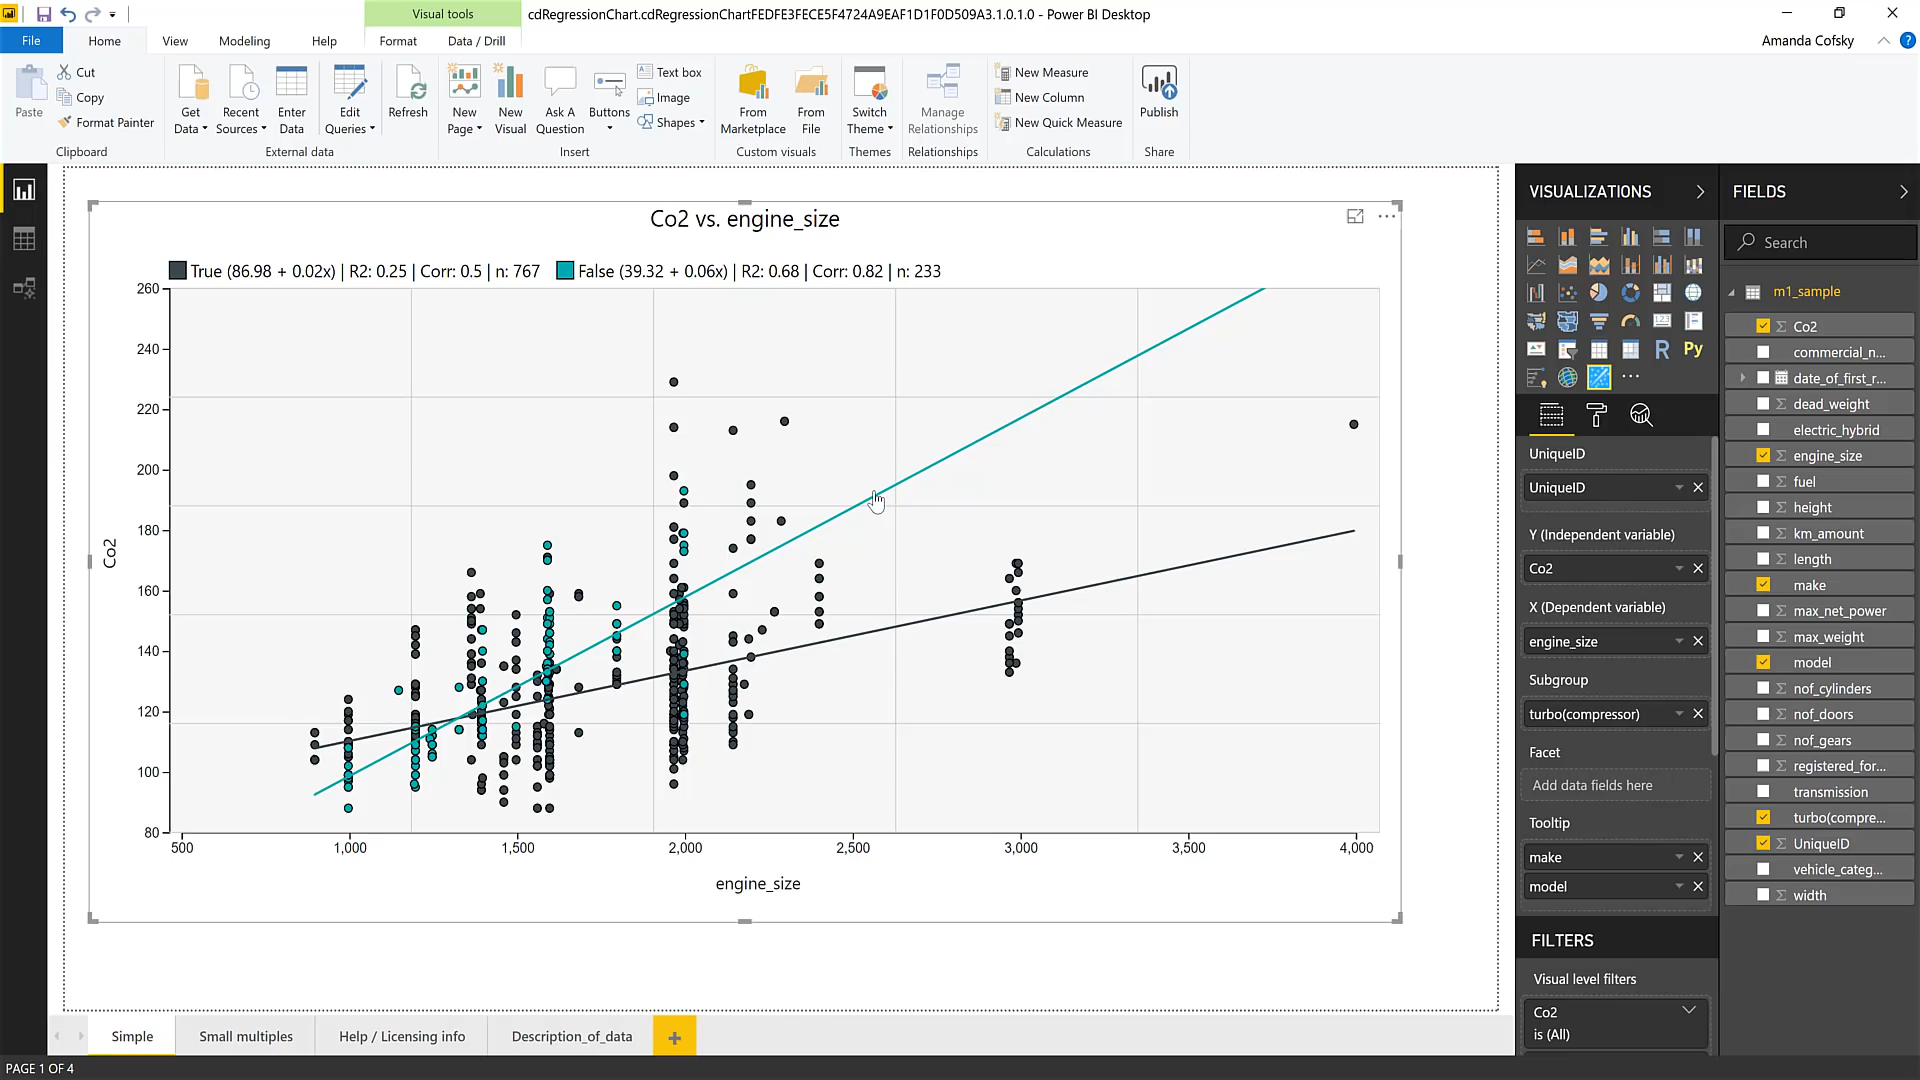 Visual tools
cdRegressionChart.cdRegressionChartFEDFE3FECE5F4724A9EAF1D1F0D509A3.1.0.1.0 - Power BI Desktop
File
Home
View
Modeling
Help
Format
Data / Drill
Amanda Cofsky
?
Paste
Cut
Copy
Format Painter
Clipboard
Get Data
Recent Sources
Enter Data
Edit Queries
External data
Refresh
New Page
New Visual
Ask A Question
Buttons
Text box
Image
Shapes
Insert
From Marketplace
From File
Custom visuals
Switch Theme
Themes
Manage Relationships
Relationships
New Measure
New Column
New Quick Measure
Calculations
Publish
Share
Co2 vs. engine_size
True (86.98 + 0.02x) | R2: 0.25 | Corr: 0.5 | n: 767
False (39.32 + 0.06x) | R2: 0.68 | Corr: 0.82 | n: 233
260
240
220
200
180
160
140
120
100
80
Co2
500
1,000
1,500
2,000
2,500
3,000
3,500
4,000
engine_size
VISUALIZATIONS
R
Py
123
UniqueID
UniqueID
Y (Independent variable)
Co2
X (Dependent variable)
engine_size
Subgroup
turbo(compressor)
Facet
Add data fields here
Tooltip
make
model
FILTERS
Visual level filters
Co2
is (All)
FIELDS
Search
m1_sample
Σ Co2
commercial_n...
date_of_first_r...
Σ dead_weight
electric_hybrid
Σ engine_size
Σ fuel
Σ height
Σ km_amount
Σ length
make
Σ max_net_power
Σ max_weight
model
Σ nof_cylinders
Σ nof_doors
Σ nof_gears
Σ registered_for...
transmission
turbo(compre...
Σ UniqueID
vehicle_categ...
Σ width
Simple
Small multiples
Help / Licensing info
Description_of_data
+
PAGE 1 OF 4